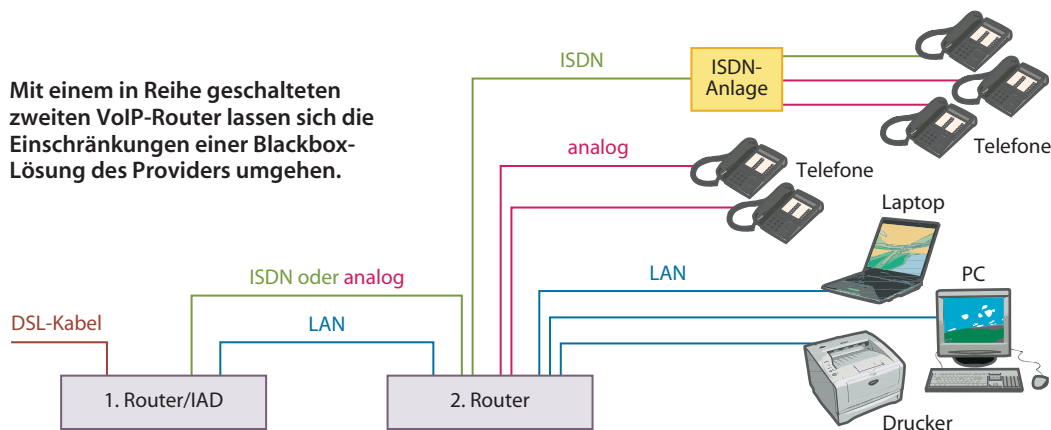 Mit einem in Reihe geschalteten
zweiten VoIP-Router lassen sich die
Einschränkungen einer Blackbox-
Lösung des Providers umgehen.
ISDN
ISDN-
Anlage
Telefone
analog
Telefone
Laptop
PC
LAN
Drucker
ISDN oder analog
DSL-Kabel
LAN
1. Router/IAD
2. Router